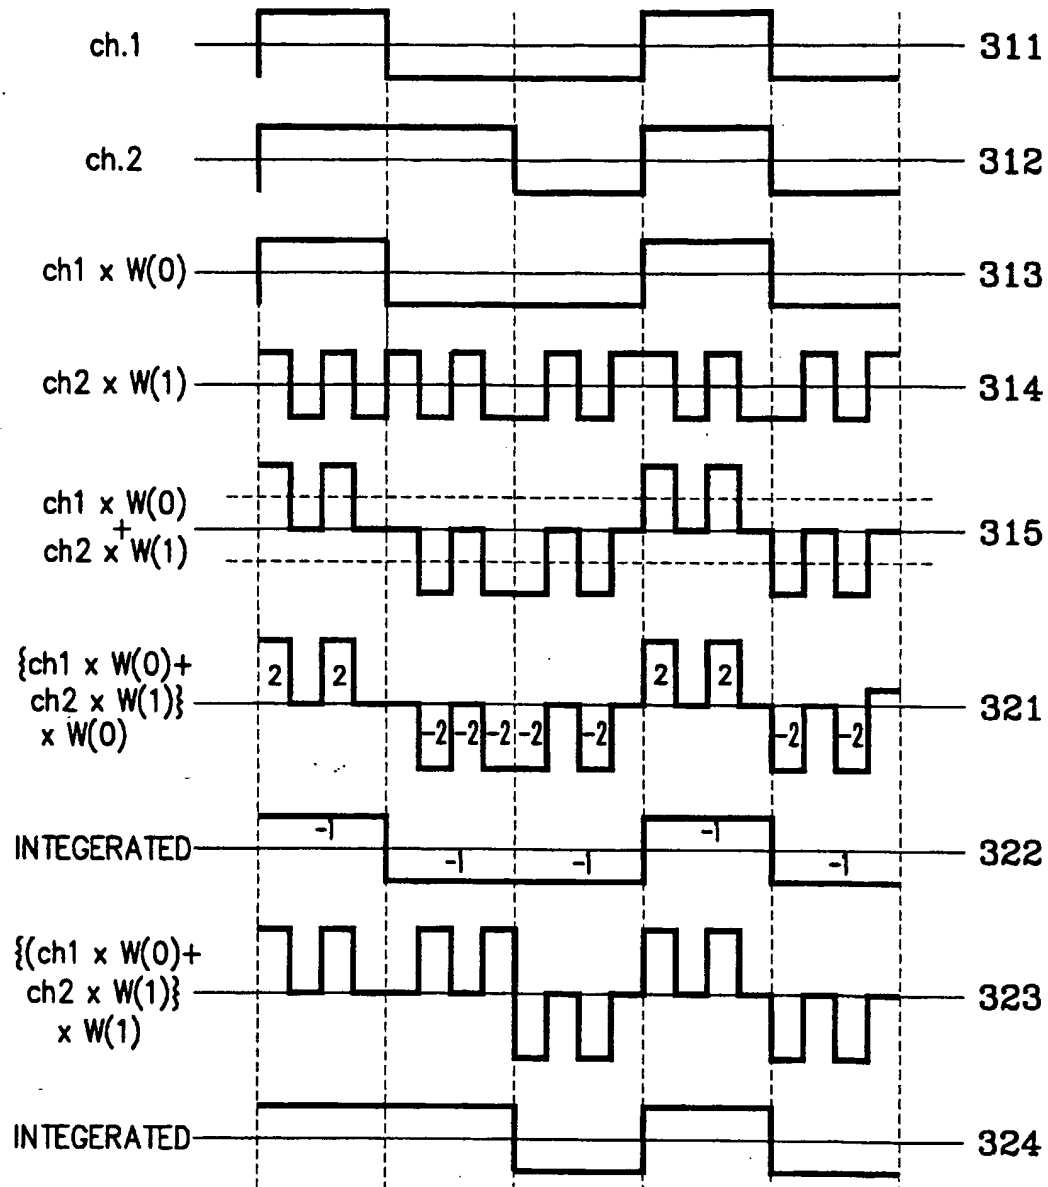 ch.1 311
ch.2 312
ch1 x W(0) 313
ch2 x W(1) 314
ch1 x W(0)
+
ch2 x W(1)
315
{ch1 x W(0)+
ch2 x W(1)}
x W(0)
2 2 -2 -2 -2 -2 -2 2 2 -2 -2
321
INTEGERATED -1 -1 -1 -1 -1 322
{(ch1 x W(0)+
ch2 x W(1)}
x W(1)
323
INTEGERATED 324